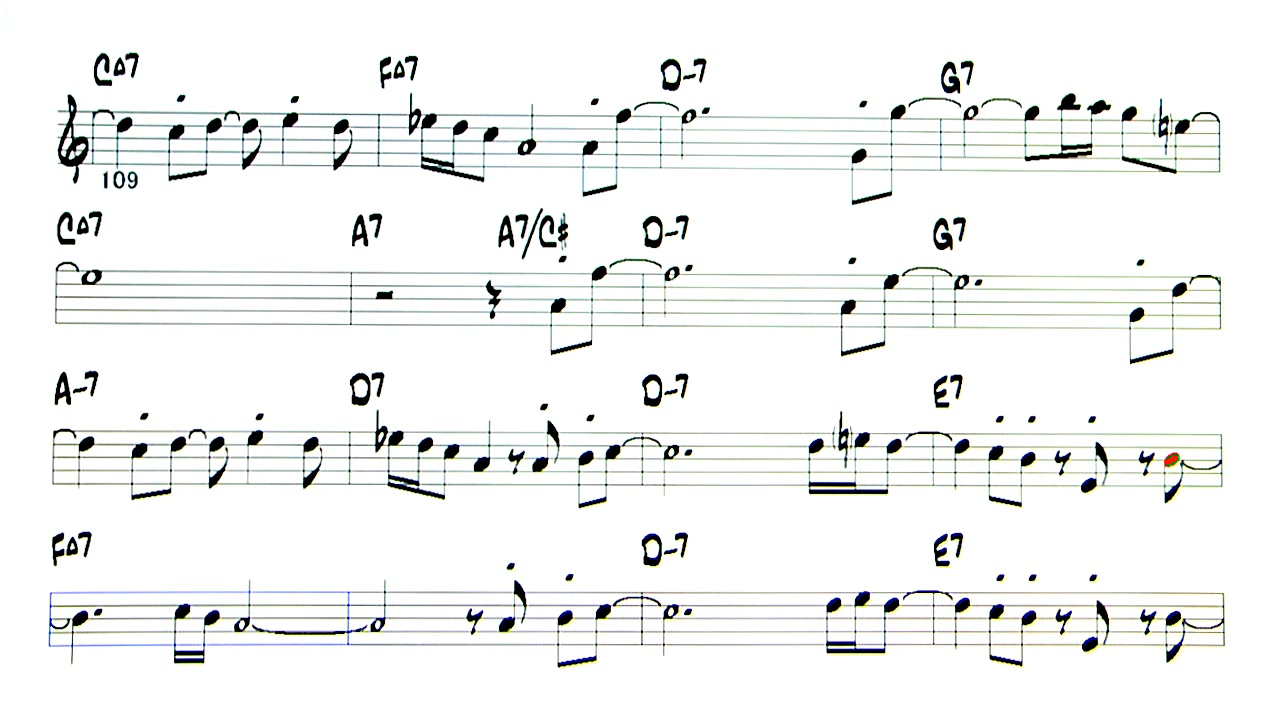 C△7 F△7 D-7 G7
109
C△7 A7 A7/C♯ D-7 G7
A-7 D7 D-7 E7
F△7 D-7 E7